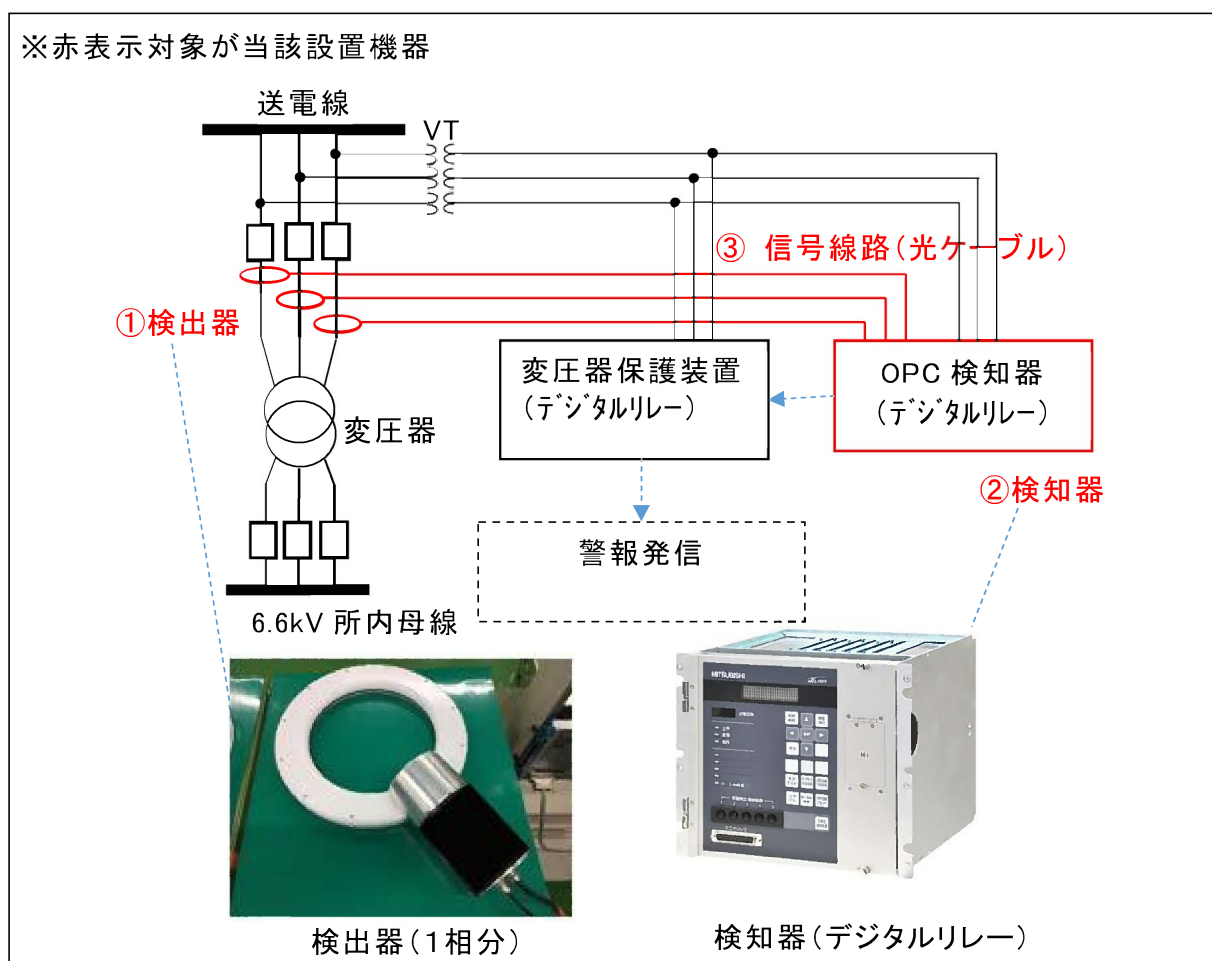 ※赤表示対象が当該設置機器
送電線
VT
③ 信号線路(光ケーブル)
①検出器
変圧器保護装置
(ﾃﾞｼﾞﾀﾙﾘﾚｰ)
OPC 検知器
(ﾃﾞｼﾞﾀﾙﾘﾚｰ)
変圧器
②検知器
警報発信
6.6kV 所内母線
MITSUBISHI
検出器(1相分)
検知器(デジタルリレー)